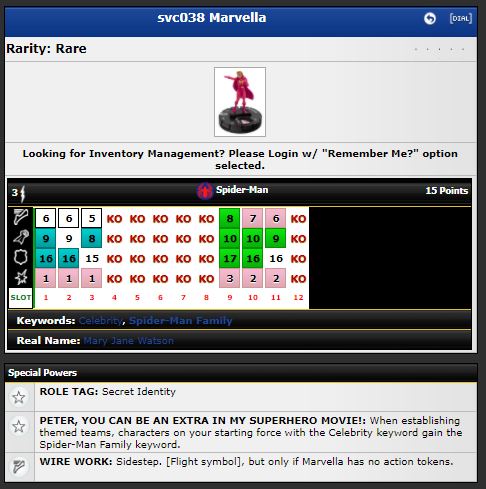 svc038 Marvella
[DIAL]
Rarity: Rare
Looking for Inventory Management? Please Login w/ "Remember Me?" option
selected.
3 Spider-Man 15 Points
6 6 5 KO KO KO KO KO 8 7 6 KO
9 9 8 KO KO KO KO KO 10 10 9 KO
16 16 15 KO KO KO KO KO 17 16 16 KO
1 1 1 KO KO KO KO KO 3 2 2 KO
SLOT 1 2 3 4 5 6 7 8 9 10 11 12
Keywords: Celebrity, Spider-Man Family
Real Name: Mary Jane Watson
Special Powers
ROLE TAG: Secret Identity
PETER, YOU CAN BE AN EXTRA IN MY SUPERHERO MOVIE!: When establishing
themed teams, characters on your starting force with the Celebrity keyword gain the
Spider-Man Family keyword.
WIRE WORK: Sidestep. [Flight symbol], but only if Marvella has no action tokens.